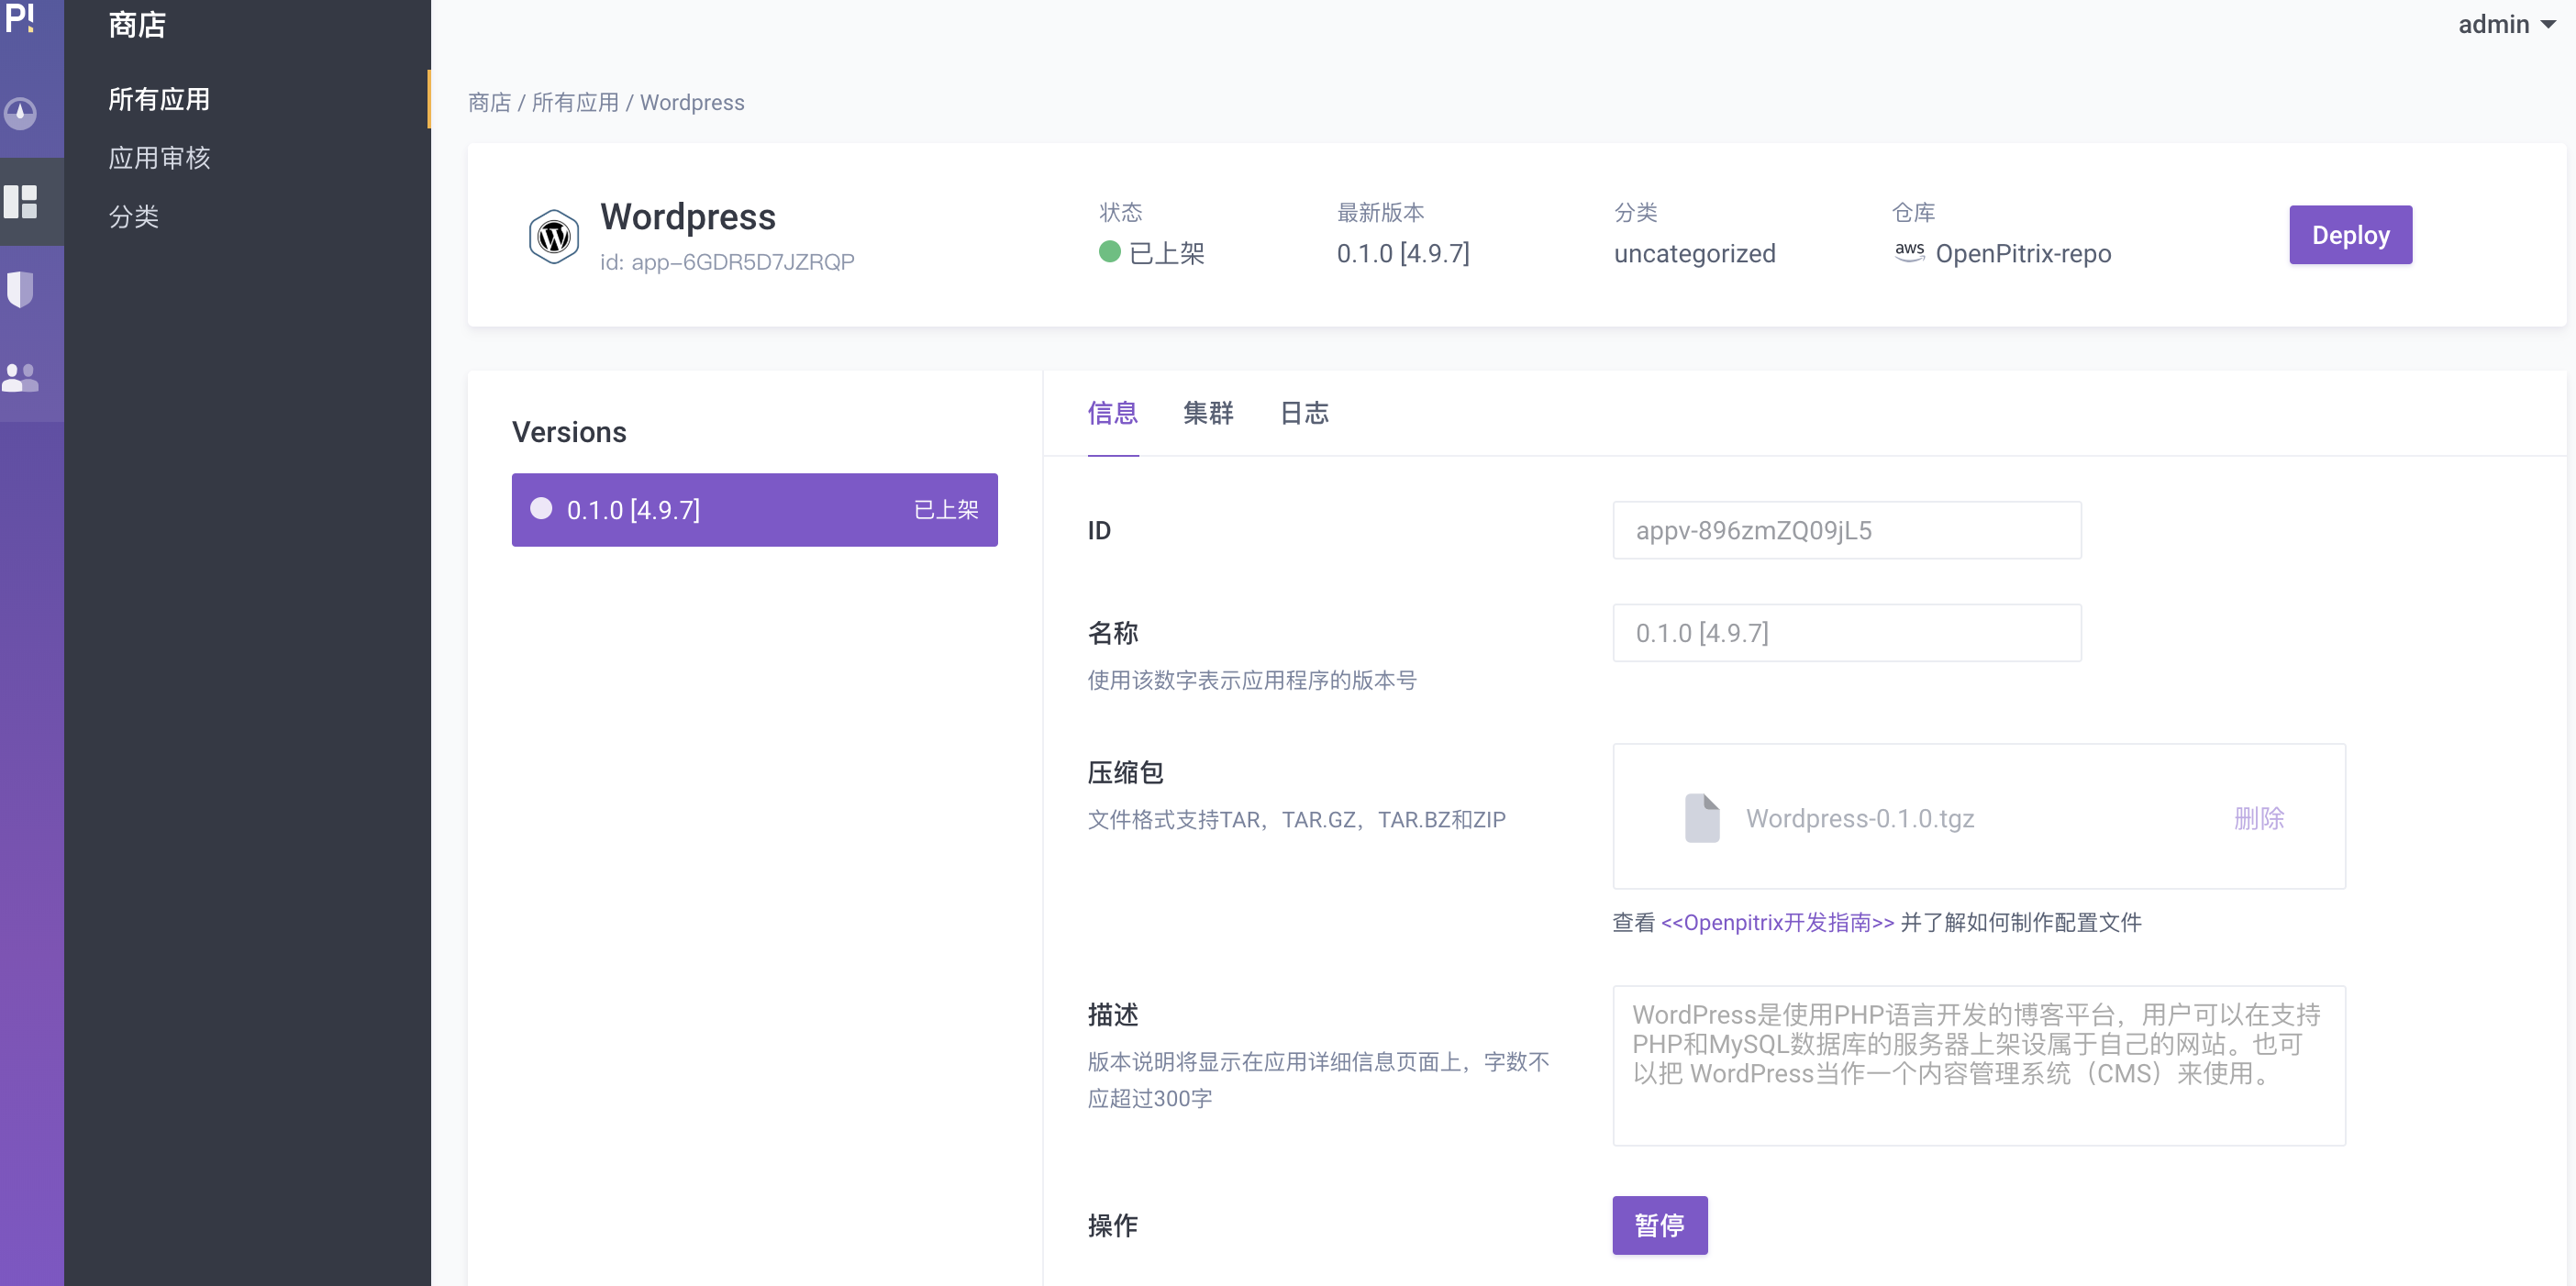 P!
商店
所有应用
应用审核
分类
admin
商店 / 所有应用 / Wordpress
Wordpress
id: app-6GDR5D7JZRQP
状态
已上架
最新版本
0.1.0 [4.9.7]
分类
uncategorized
仓库
aws OpenPitrix-repo
Deploy
Versions
0.1.0 [4.9.7] 已上架
信息 集群 日志
ID
appv-896zmZQ09jL5
名称
0.1.0 [4.9.7]
使用该数字表示应用程序的版本号
压缩包
文件格式支持TAR，TAR.GZ，TAR.BZ和ZIP
Wordpress-0.1.0.tgz 删除
查看 <<Openpitrix开发指南>> 并了解如何制作配置文件
描述
版本说明将显示在应用详细信息页面上，字数不
应超过300字
WordPress是使用PHP语言开发的博客平台，用户可以在支持
PHP和MySQL数据库的服务器上架设属于自己的网站。也可
以把 WordPress当作一个内容管理系统（CMS）来使用。
操作
暂停